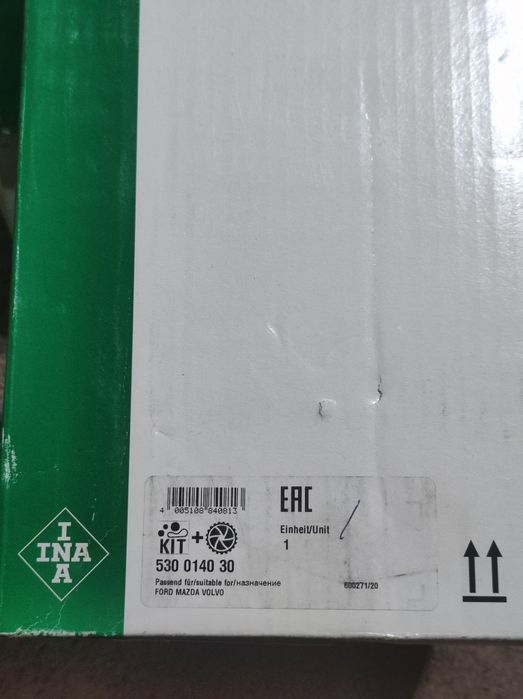 INA
INA
4 005108 840813
EAC
KIT +
Einheit/Unit
1
530 0140 30
Passend für/suitable for/назначение
FORD MAZDA VOLVO
600271/20